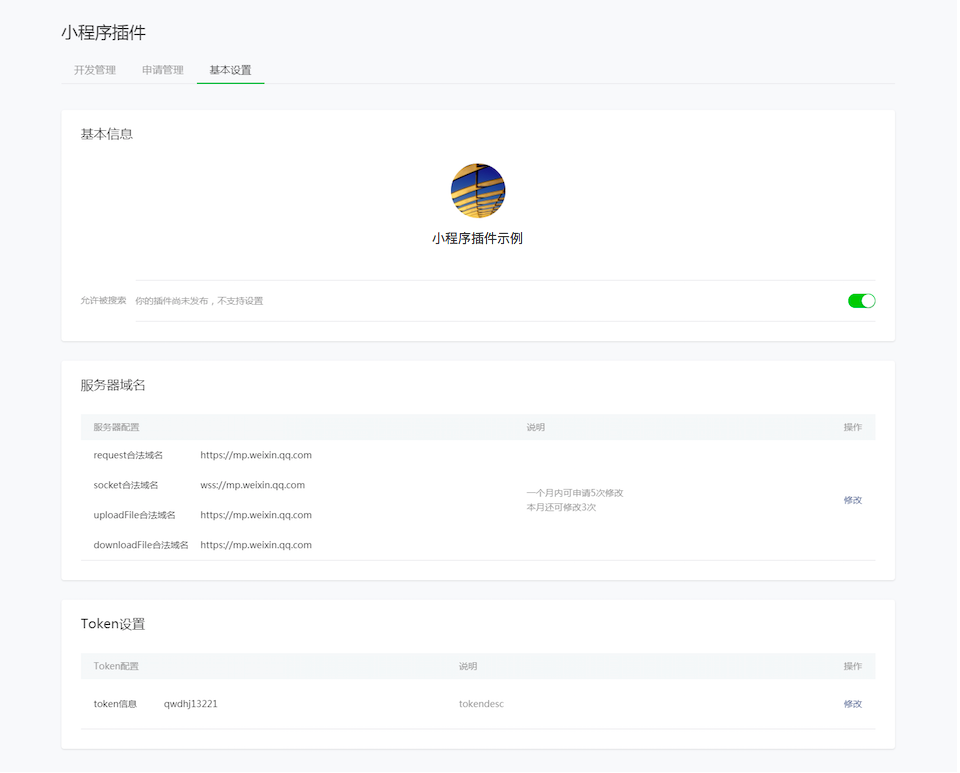 小程序插件
开发管理 申请管理 基本设置
基本信息
小程序插件示例
允许被搜索 你的插件尚未发布，不支持设置
服务器域名
服务器配置 说明 操作
request合法域名 https://mp.weixin.qq.com
socket合法域名 wss://mp.weixin.qq.com
一个月内可申请5次修改
本月还可修改3次
修改
uploadFile合法域名 https://mp.weixin.qq.com
downloadFile合法域名 https://mp.weixin.qq.com
Token设置
Token配置 说明 操作
token信息 qwdhj13221 tokendesc 修改